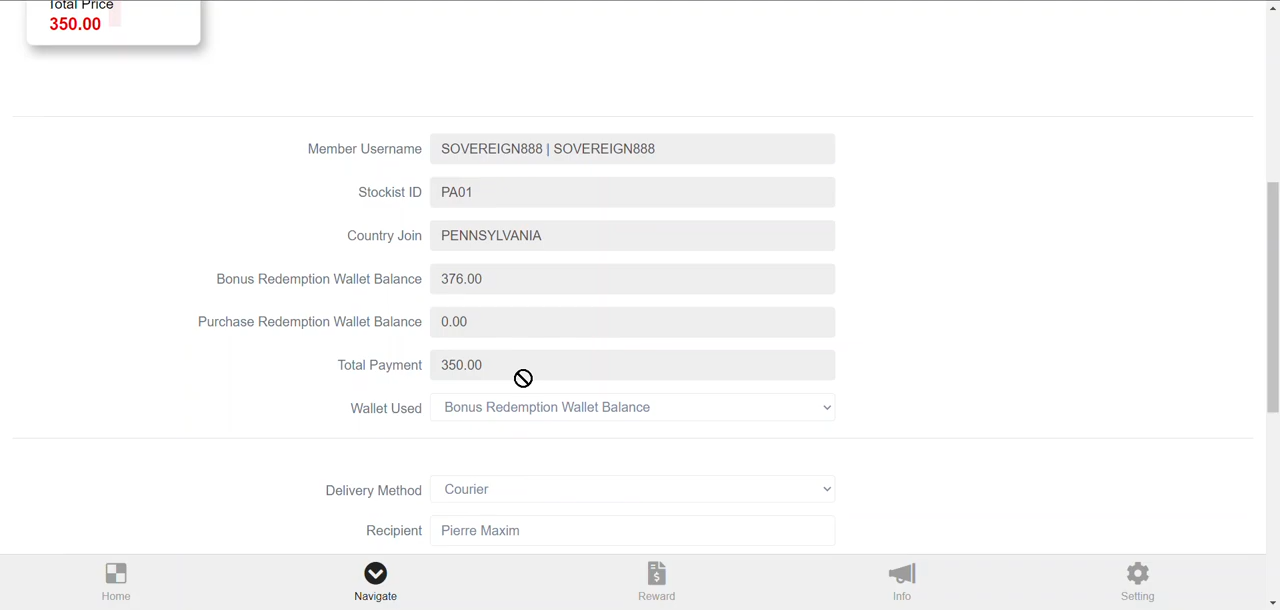 Total Price
350.00
Member Username SOVEREIGN888 | SOVEREIGN888
Stockist ID PA01
Country Join PENNSYLVANIA
Bonus Redemption Wallet Balance 376.00
Purchase Redemption Wallet Balance 0.00
Total Payment 350.00
Wallet Used Bonus Redemption Wallet Balance
Delivery Method Courier
Recipient Pierre Maxim
Home Navigate Reward Info Setting